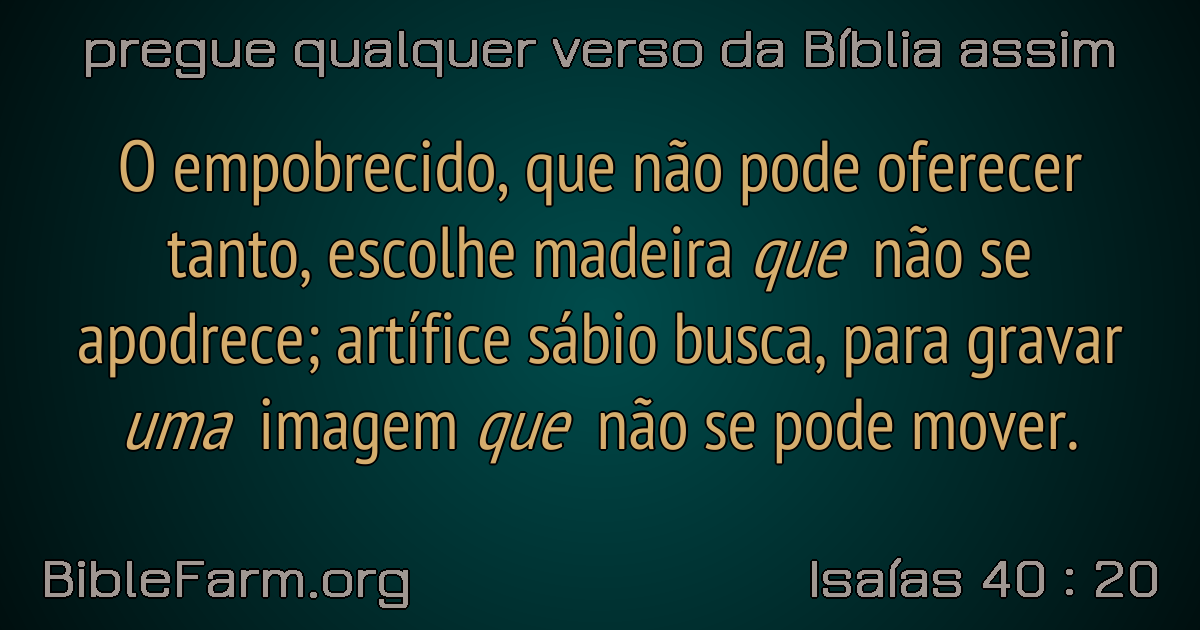 pregue qualquer verso da Bíblia assim
O empobrecido, que não pode oferecer
tanto, escolhe madeira que não se
apodrece; artífice sábio busca, para gravar
uma imagem que não se pode mover.
BibleFarm.org
Isaías 40 : 20